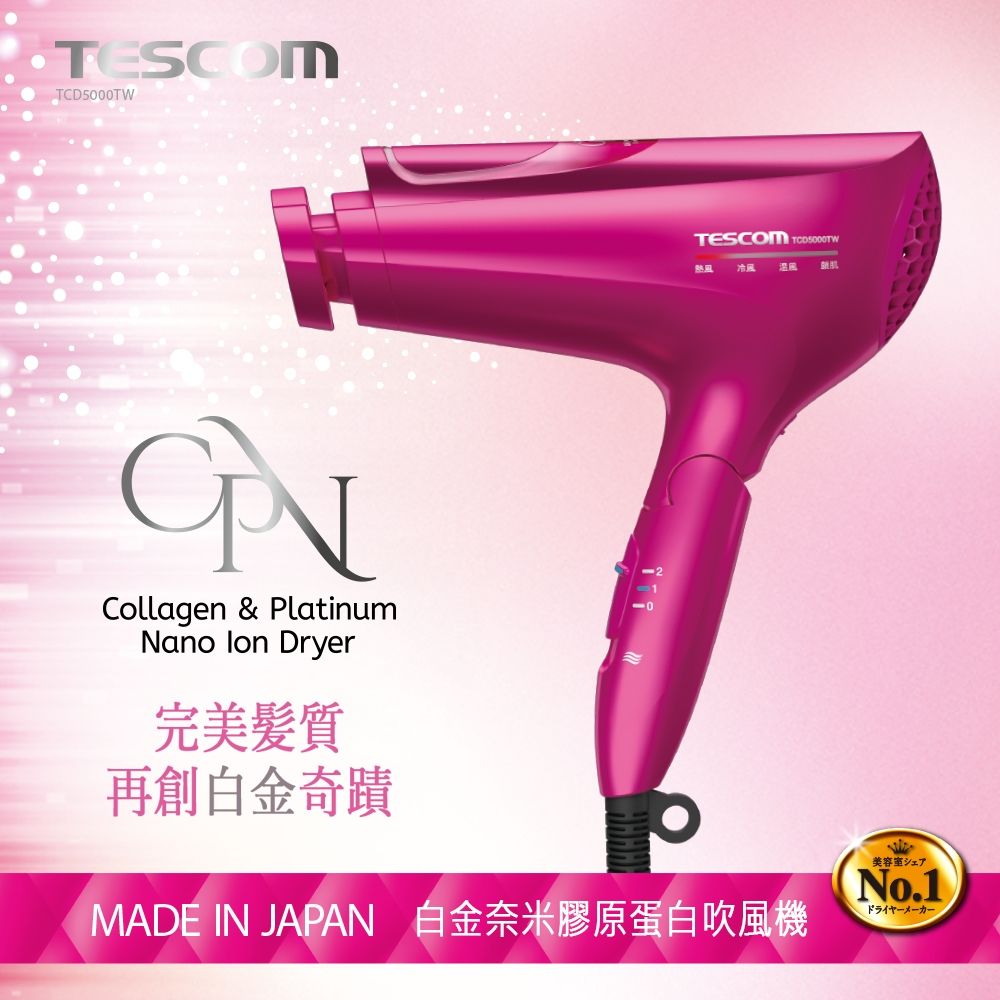 TESCOM
TCD5000TW
TESCOM TCD5000TW
熱風 冷風 溫風 美肌
2
1
0
CPN
Collagen & Platinum
Nano Ion Dryer
完美髮質
再創白金奇蹟
MADE IN JAPAN 白金奈米膠原蛋白吹風機
美容室シェア
No.1
ドライヤーメーカー